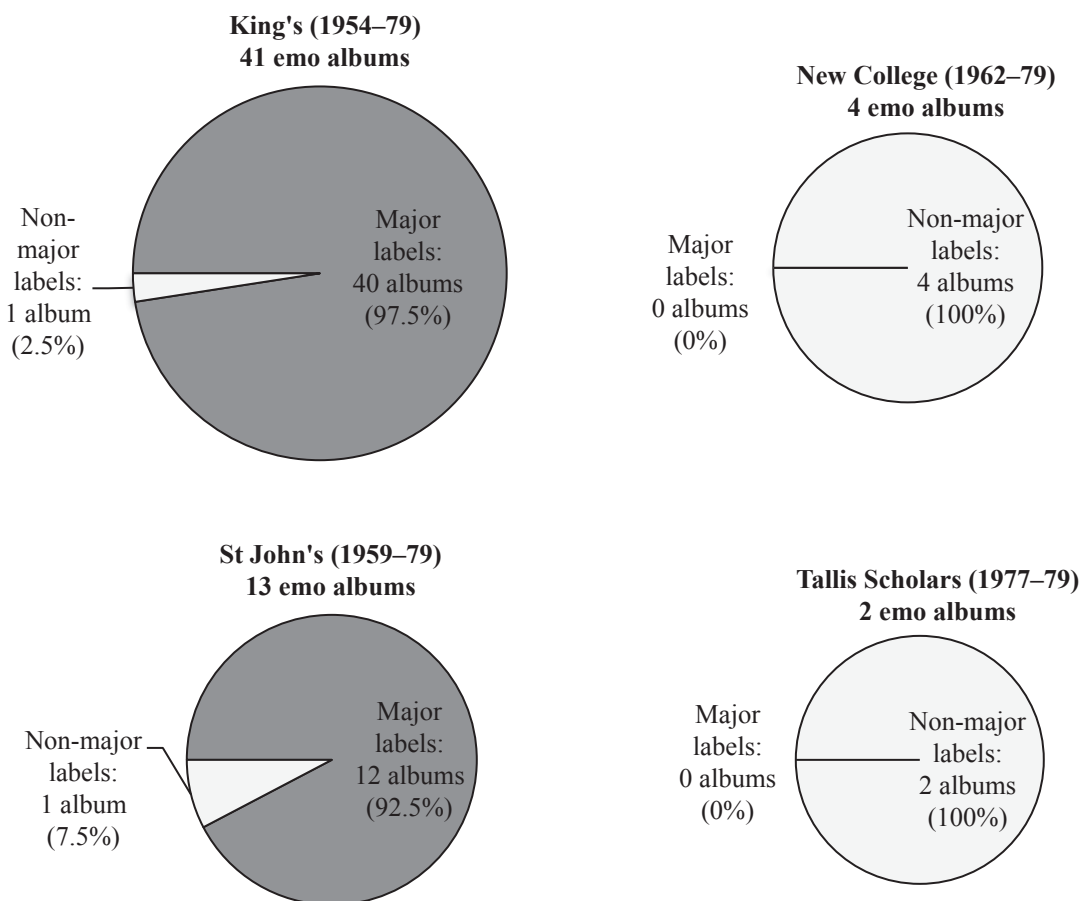 King's (1954–79)
41 emo albums
Non-
major
labels:
1 album
(2.5%)
Major
labels:
40 albums
(97.5%)
New College (1962–79)
4 emo albums
Major
labels:
0 albums
(0%)
Non-major
labels:
4 albums
(100%)
St John's (1959–79)
13 emo albums
Non-major
labels:
1 album
(7.5%)
Major
labels:
12 albums
(92.5%)
Tallis Scholars (1977–79)
2 emo albums
Major
labels:
0 albums
(0%)
Non-major
labels:
2 albums
(100%)